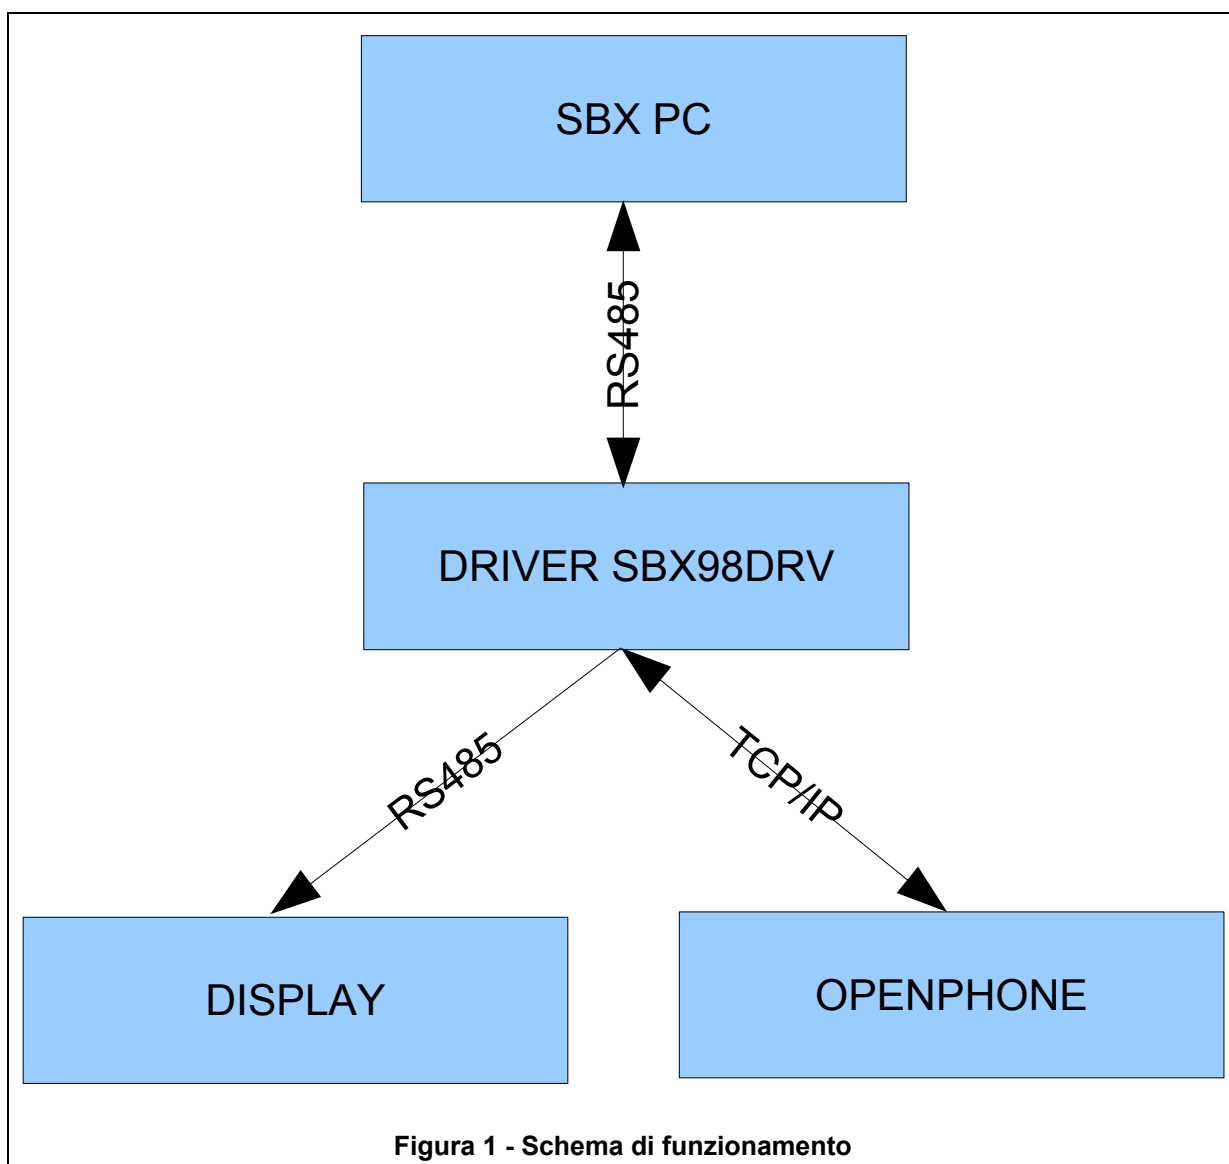 SBX PC
RS485
DRIVER SBX98DRV
RS485
TCP/IP
DISPLAY
OPENPHONE
Figura 1 - Schema di funzionamento